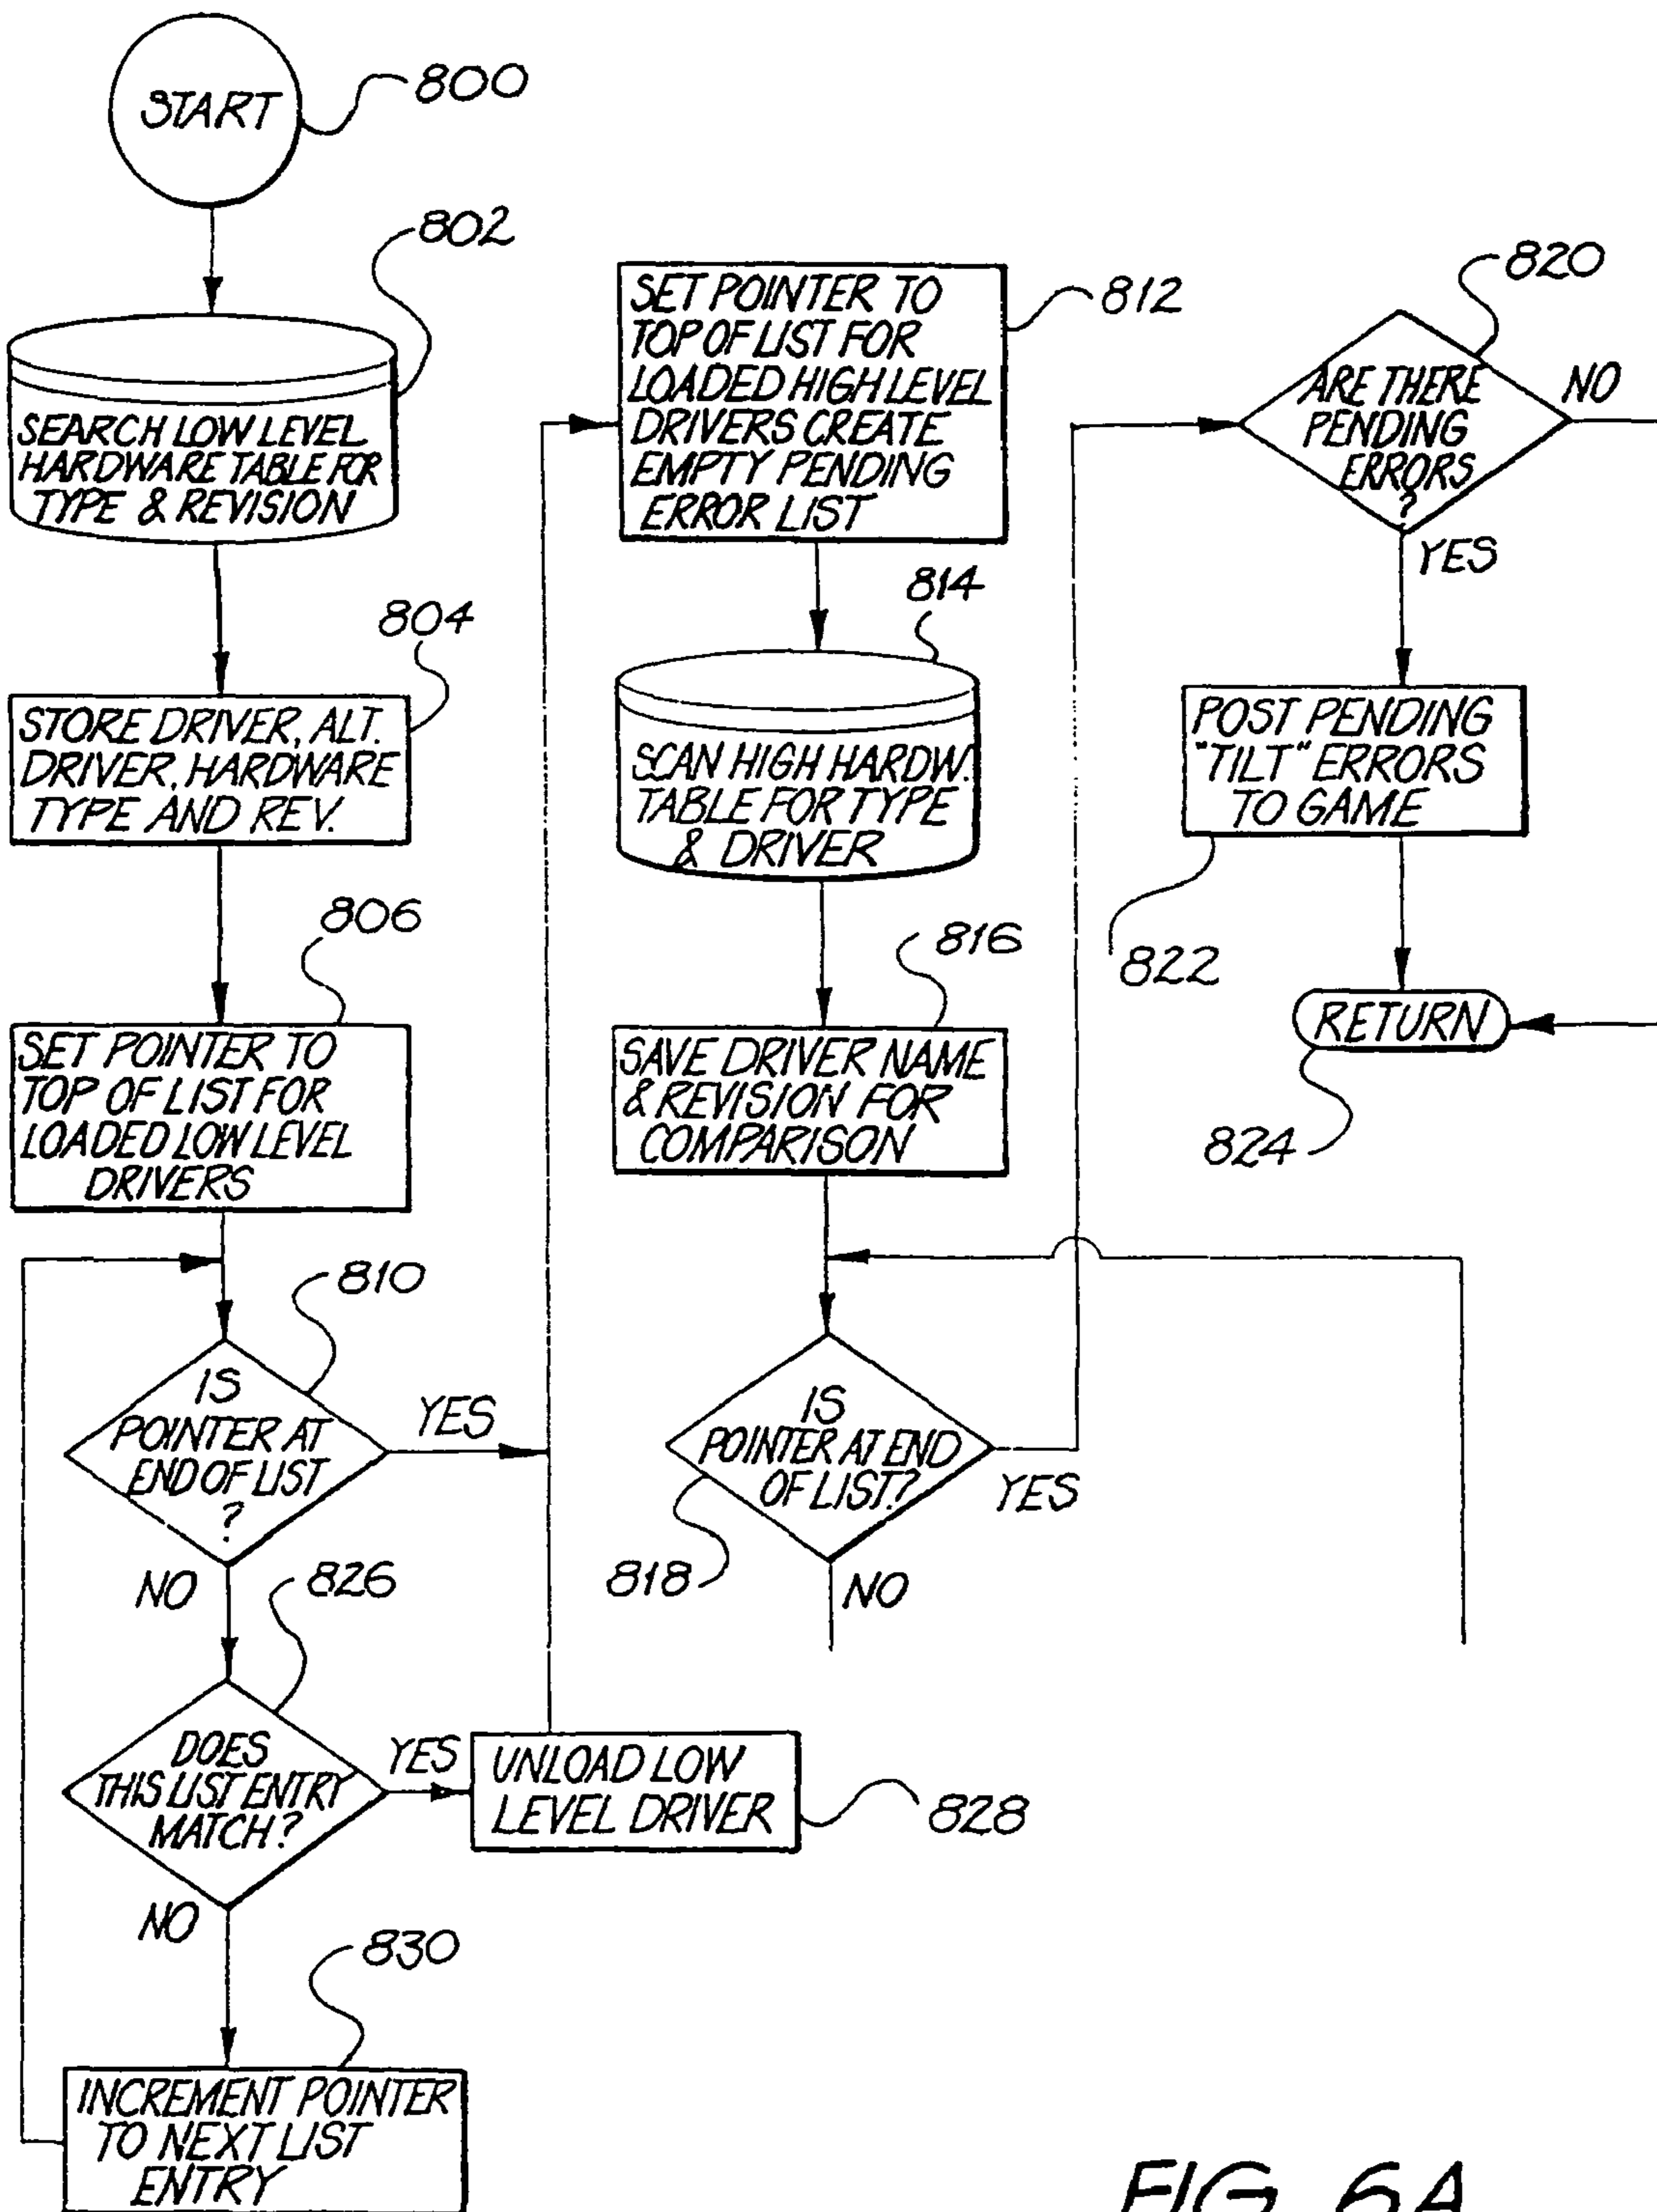 START
800
802
SEARCH LOW LEVEL
HARDWARE TABLE FOR
TYPE & REVISION
804
STORE DRIVER, ALT.
DRIVER, HARDWARE
TYPE AND REV.
806
SET POINTER TO
TOP OF LIST FOR
LOADED LOW LEVEL
DRIVERS
810
IS
POINTER AT
END OF LIST
?
YES
NO
826
DOES
THIS LIST ENTRY
MATCH?
YES
UNLOAD LOW
LEVEL DRIVER
828
NO
830
INCREMENT POINTER
TO NEXT LIST
ENTRY
SET POINTER TO
TOP OF LIST FOR
LOADED HIGH LEVEL
DRIVERS CREATE
EMPTY PENDING
ERROR LIST
812
814
SCAN HIGH HARDW.
TABLE FOR TYPE
& DRIVER
816
SAVE DRIVER NAME
& REVISION FOR
COMPARISON
IS
POINTER AT END
OF LIST?
YES
818
NO
820
ARE THERE
PENDING
ERRORS
?
NO
YES
POST PENDING
"TILT" ERRORS
TO GAME
822
RETURN
824
FIG. 6A